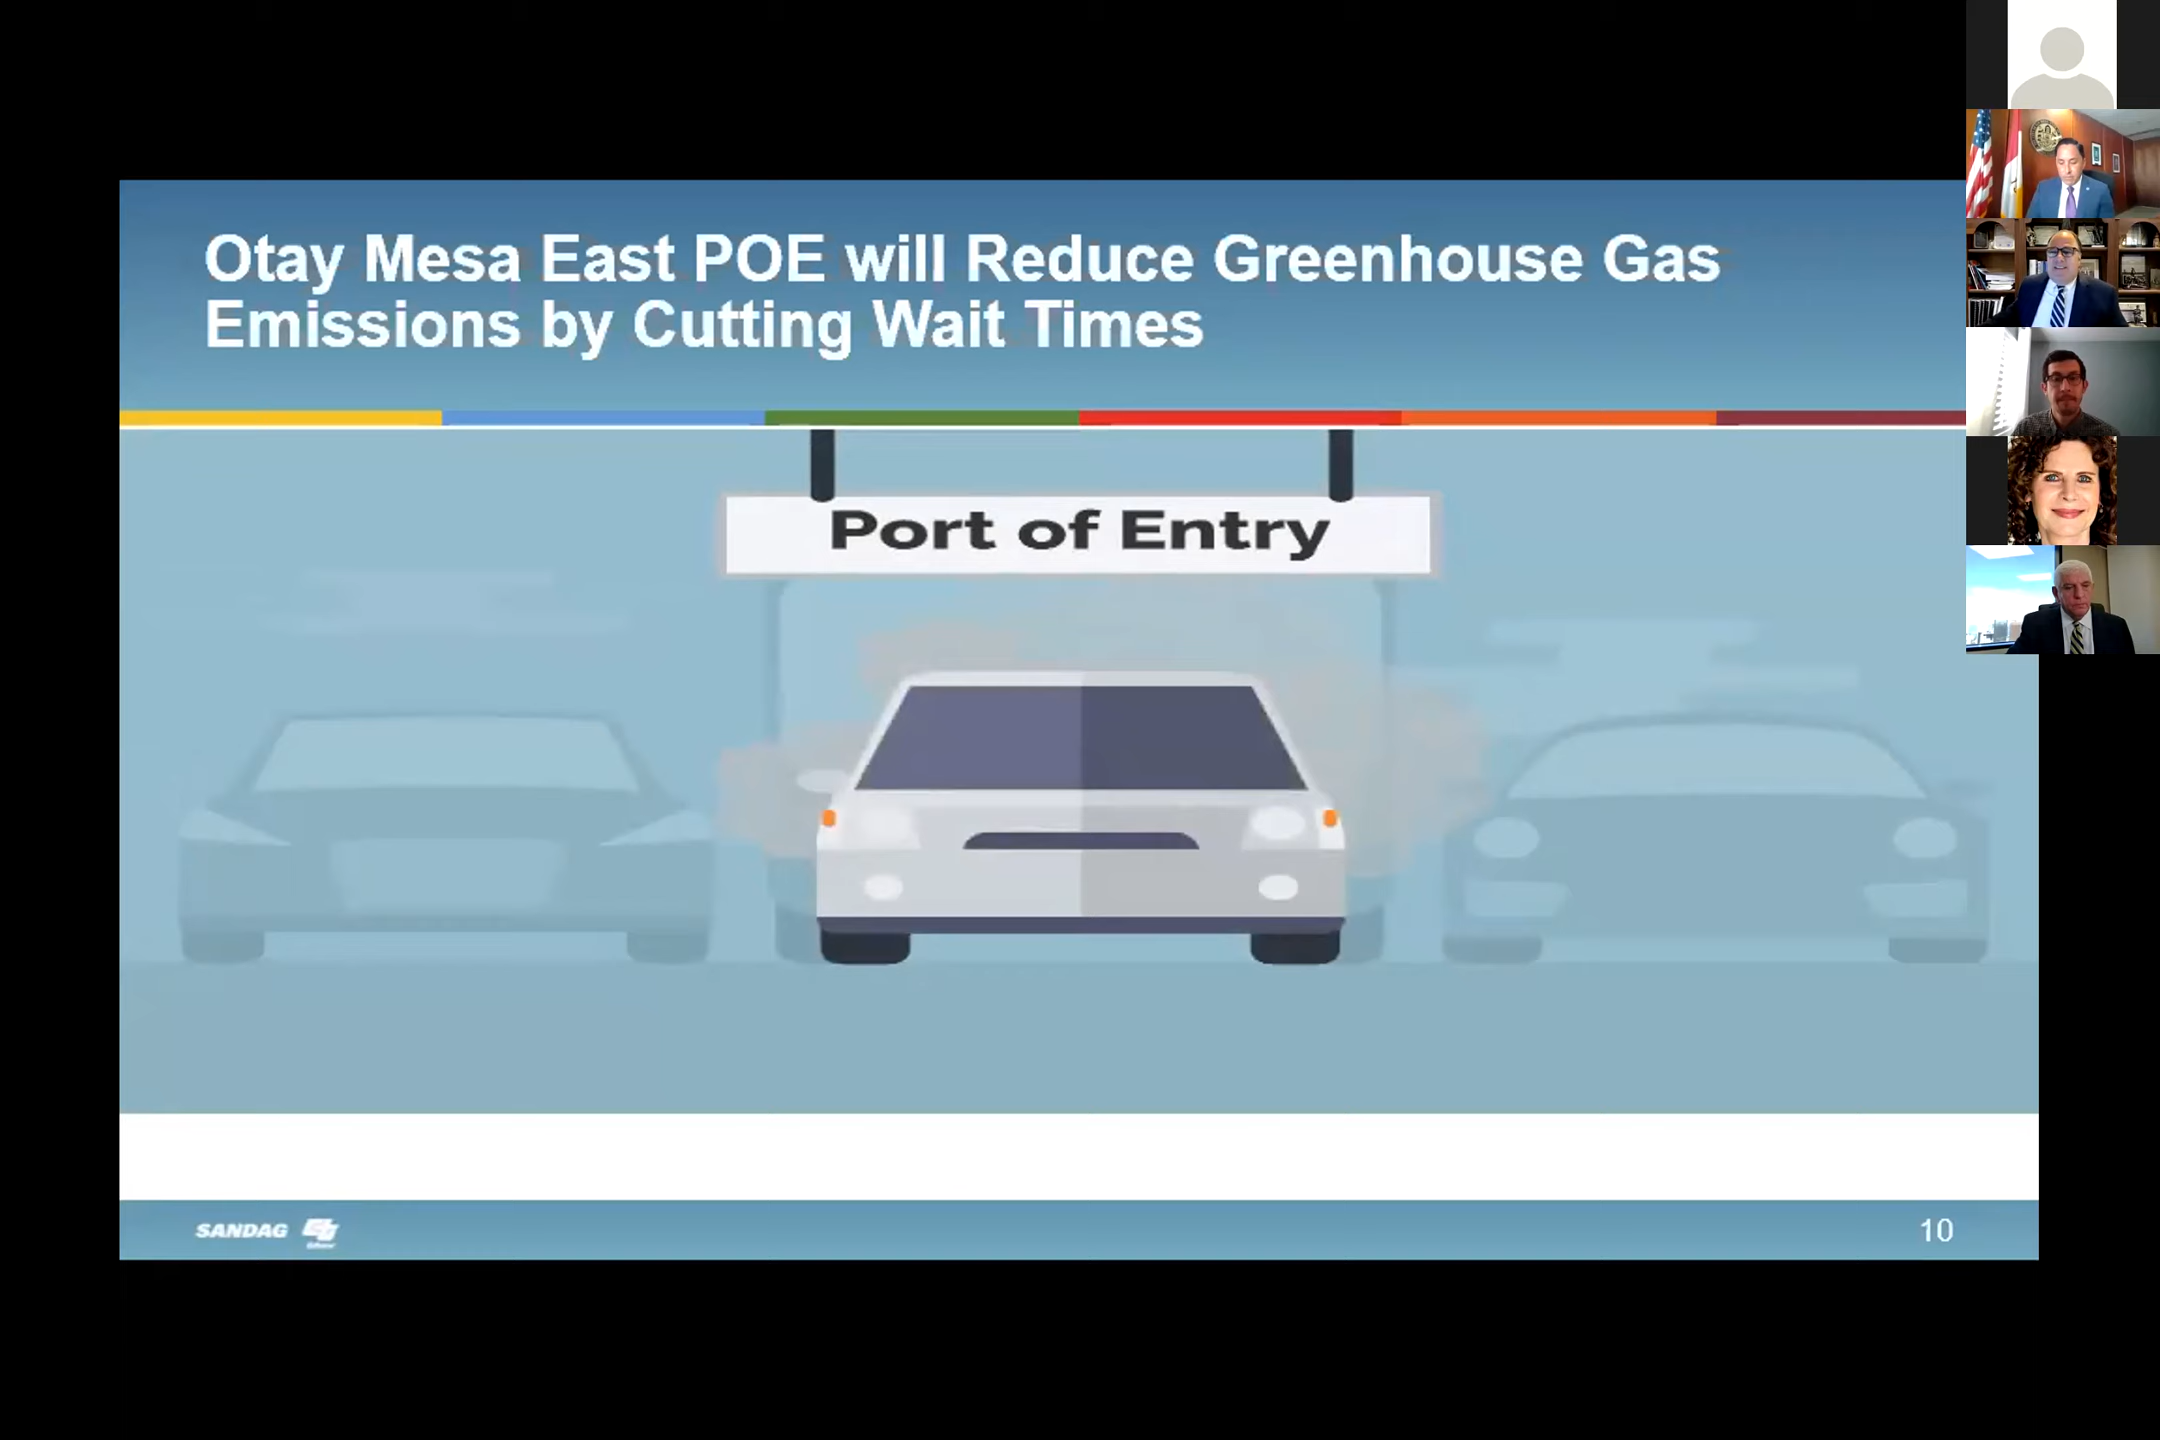 Otay Mesa East POE will Reduce Greenhouse Gas
Emissions by Cutting Wait Times
Port of Entry
SANDAG
10